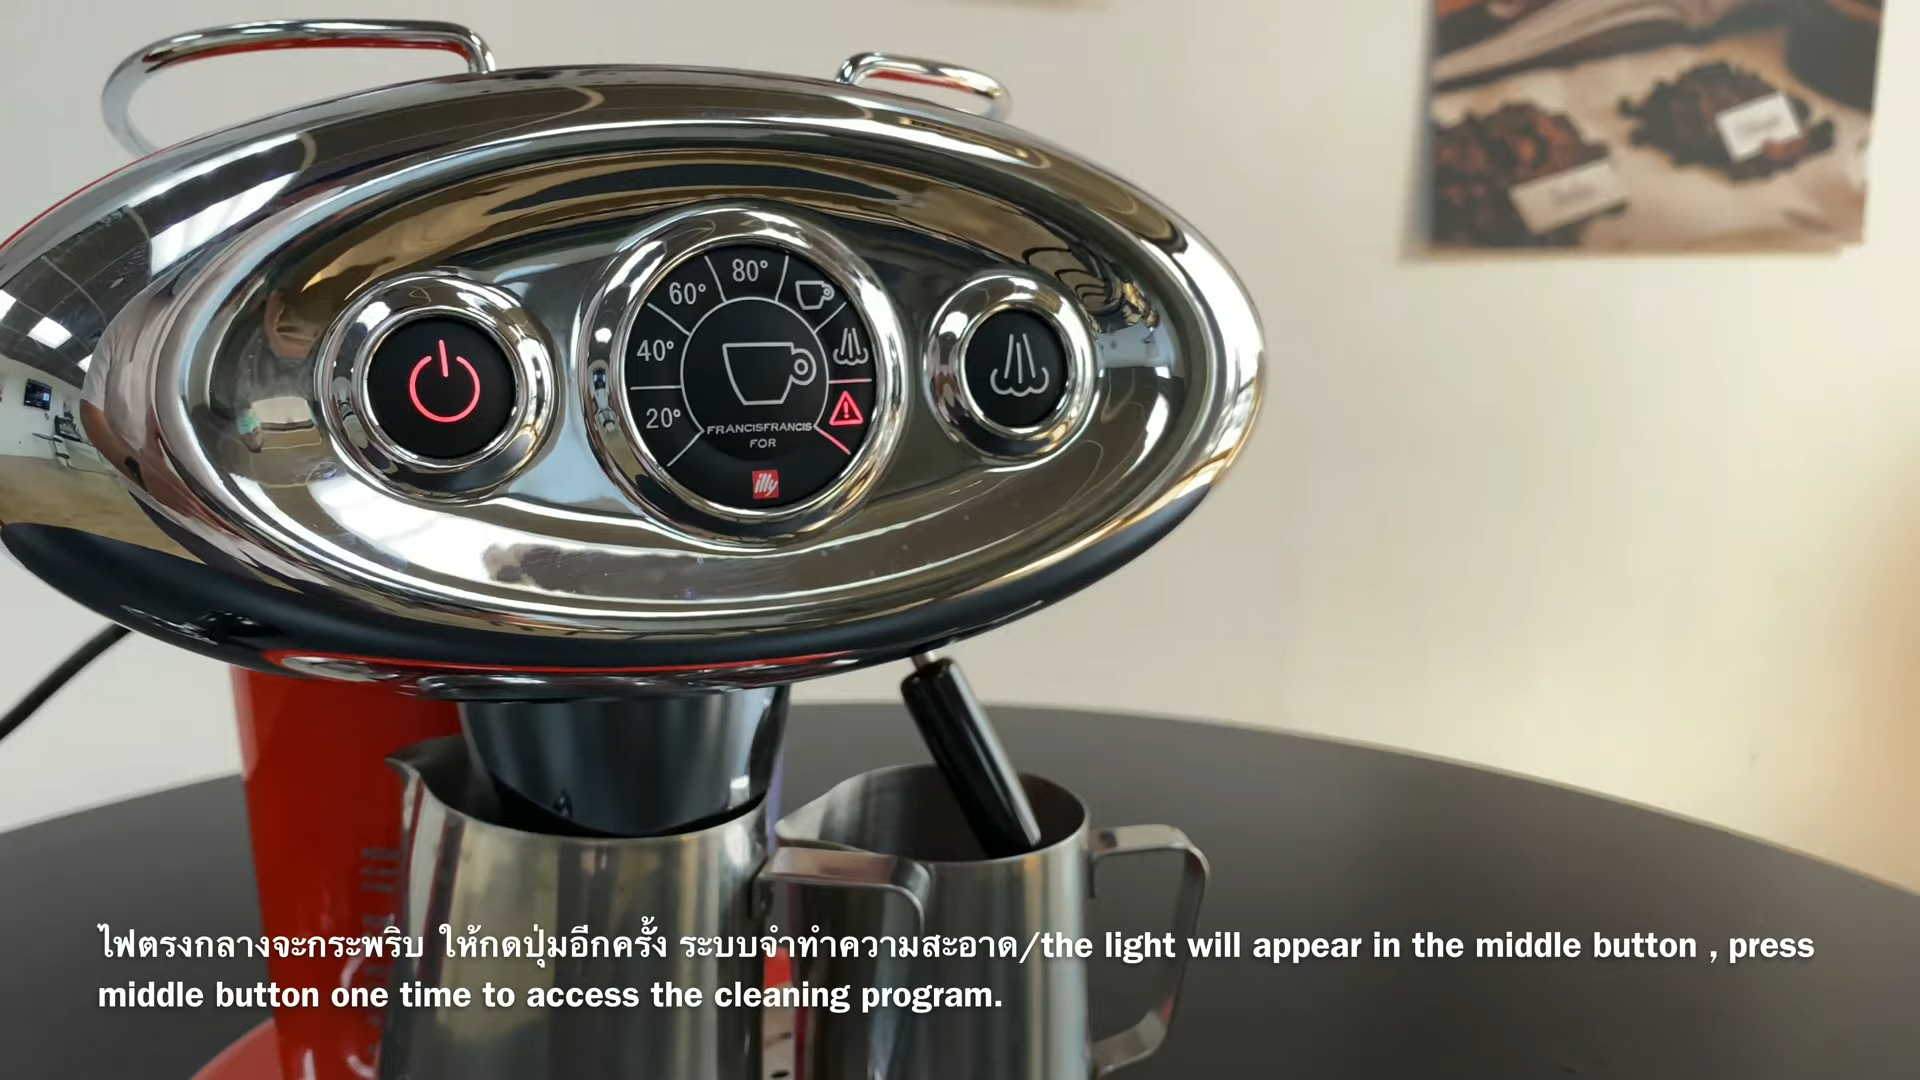 80°
60°
40°
20°
FRANCISFRANCIS
FOR
illy
ไฟตรงกลางจะกระพริบ ให้กดปุ่มอีกครั้ง ระบบจำทำความสะอาด/the light will appear in the middle button , press
middle button one time to access the cleaning program.